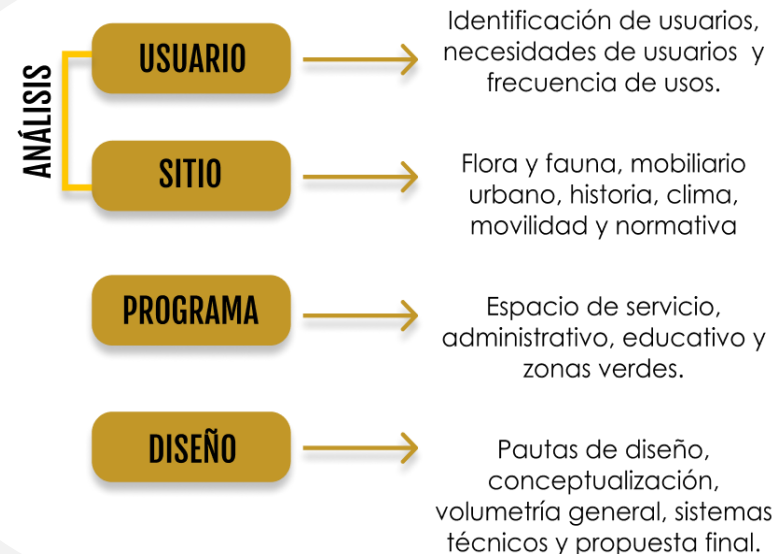 ANÁLISIS
USUARIO
Identificación de usuarios,
necesidades de usuarios y
frecuencia de usos.
SITIO
Flora y fauna, mobiliario
urbano, historia, clima,
movilidad y normativa
PROGRAMA
Espacio de servicio,
administrativo, educativo y
zonas verdes.
DISEÑO
Pautas de diseño,
conceptualización,
volumetría general, sistemas
técnicos y propuesta final.